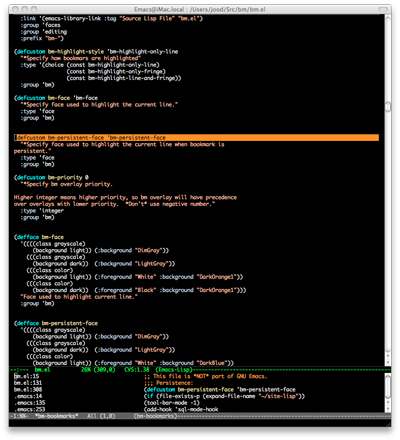 (emacs@iMac.local : /Users/jood/Src/bm/bm.el)
:link '(emacs-library-link :tag "Source Lisp File" "bm.el")
:group 'faces
:group 'editing
:prefix "bm-")
(defcustom bm-highlight-style 'bm-highlight-only-line
"*Specify how bookmars are highlighted"
:type '(choice (const bm-highlight-only-line)
(const bm-highlight-only-fringe)
(const bm-highlight-line-and-fringe))
:group 'bm)
(defcustom bm-face 'bm-face
"*Specify face used to highlight the current line."
:type 'face
:group 'bm)
(defcustom bm-persistent-face 'bm-persistent-face
"*Specify face used to highlight the current line when bookmark is
persistent."
:type 'face
:group 'bm)
(defcustom bm-priority 0
"*Specify bm overlay priority.
Higher integer means higher priority, so bm overlay will have precedence
over overlays with lower priority.  *Don't* use negative number."
:type 'integer
:group 'bm)
(defface bm-face
'((((class grayscale)
(background light)) (:background "DimGray"))
(((class grayscale)
(background dark))  (:background "LightGray"))
(((class color)
(background light)) (:foreground "White" :background "DarkOrange1"))
(((class color)
(background dark))  (:foreground "Black" :background "DarkOrange1")))
"Face used to highlight current line."
:group 'bm)
(defface bm-persistent-face
'((((class grayscale)
(background light)) (:background "DimGray"))
(((class grayscale)
(background dark))  (:background "LightGray"))
(((class color)
(background light)) (:foreground "White" :background "DarkBlue"))
--:--- bm.el 26% (309,0) CVS:1.38 (Emacs-Lisp)
bm.el:15 ;; This file is *NOT* part of GNU Emacs.
bm.el:131 ;;; Persistence:
bm.el:308 (defcustom bm-persistent-face 'bm-persistent-face
.emacs:14 (if (file-exists-p (expand-file-name "~/site-lisp"))
.emacs:135 (tool-bar-mode -1)
.emacs:253 (add-hook 'sql-mode-hook
-1:%%- *bm-bookmarks* All (1,0) (bm-bookmarks)